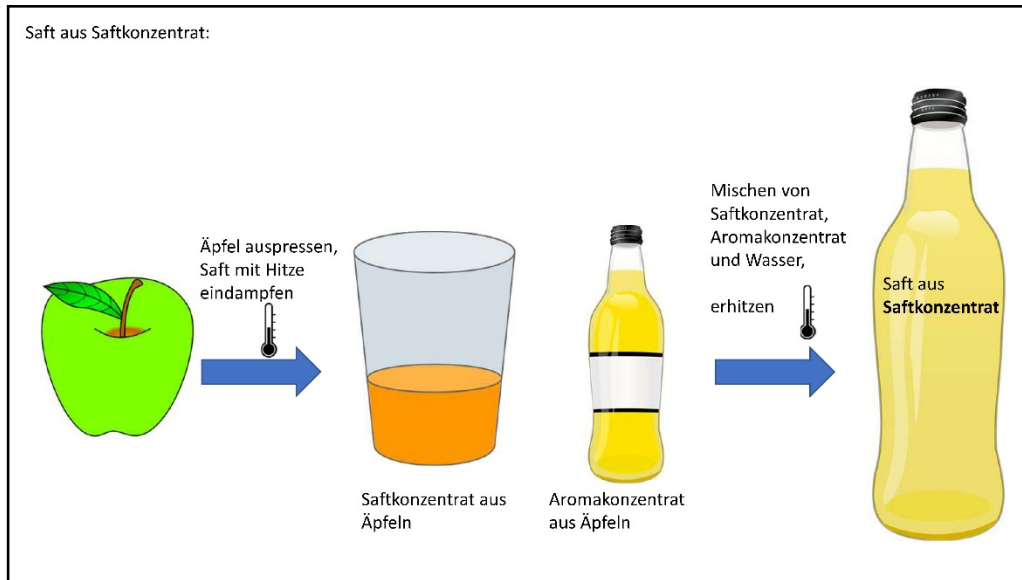 Saft aus Saftkonzentrat:
Äpfel auspressen,
Saft mit Hitze
eindampfen
Saftkonzentrat aus
Äpfeln
Aromakonzentrat
aus Äpfeln
Mischen von
Saftkonzentrat,
Aromakonzentrat
und Wasser,
erhitzen
Saft aus
Saftkonzentrat